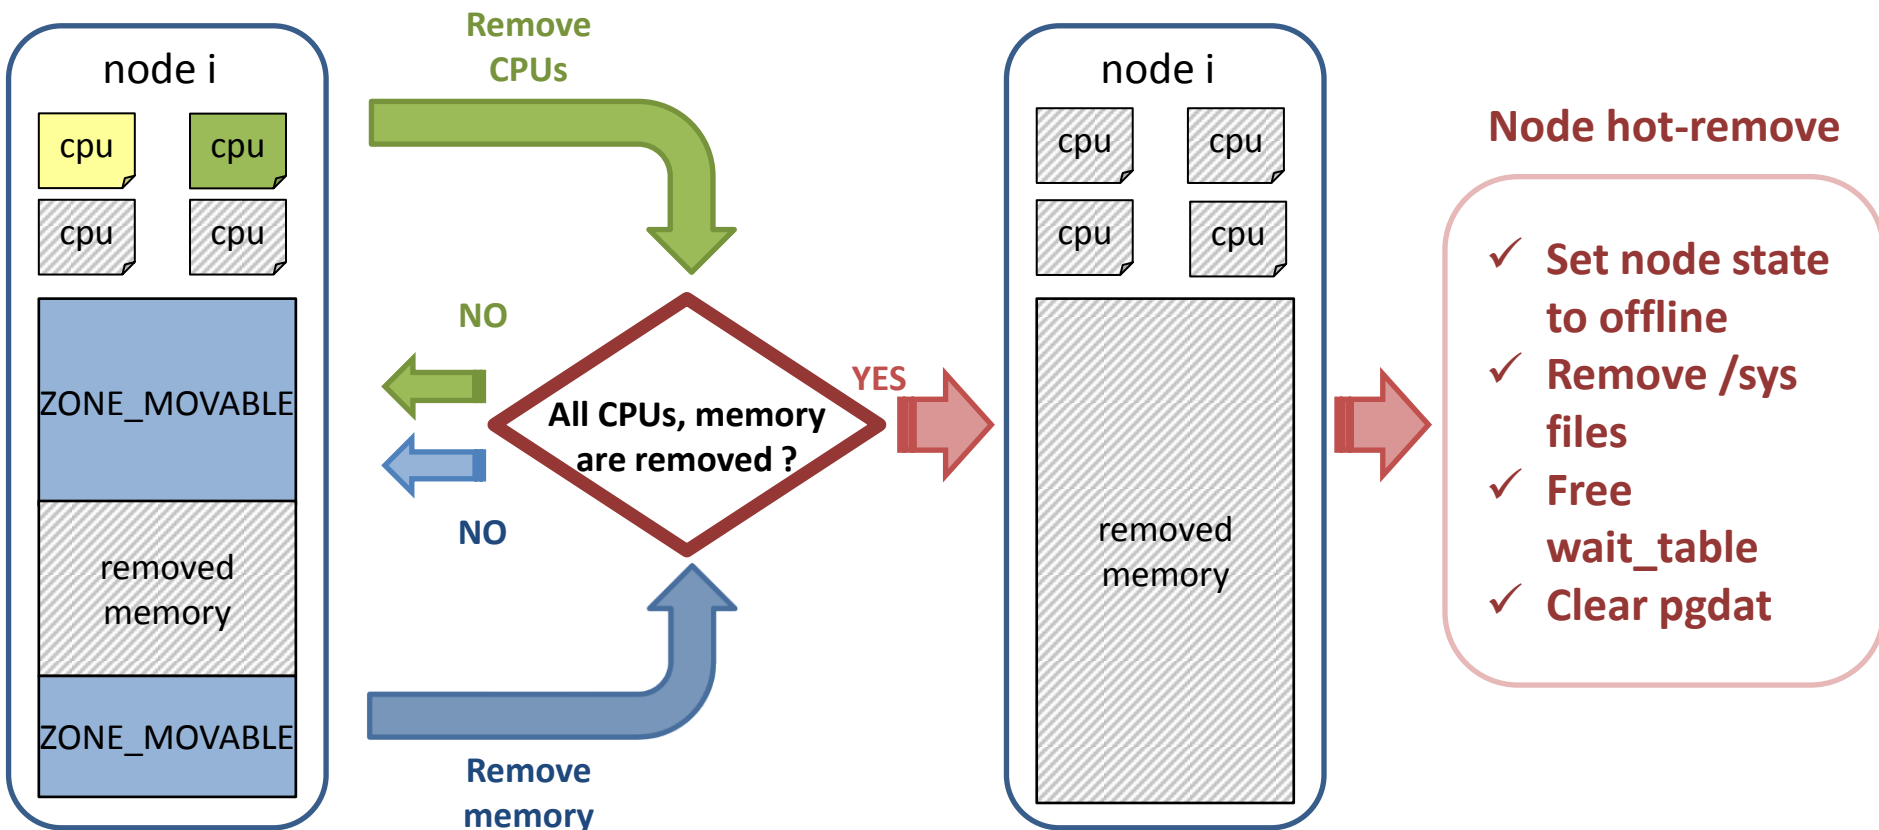 node i
cpu
cpu
cpu
cpu
ZONE_MOVABLE
removed
memory
ZONE_MOVABLE
Remove
CPUs
NO
NO
All CPUs, memory
are removed ?
YES
Remove
memory
node i
cpu
cpu
cpu
cpu
removed
memory
Node hot-remove
✓ Set node state
to offline
✓ Remove /sys
files
✓ Free
wait_table
✓ Clear pgdat